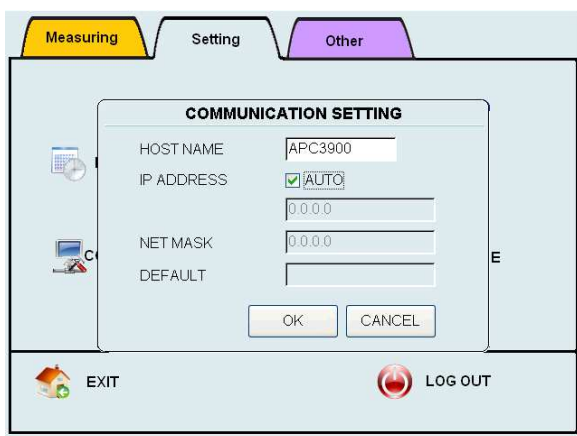 Measuring
Setting
Other
COMMUNICATION SETTING
HOST NAME
APC3900
IP ADDRESS
AUTO
0.0.0.0
NET MASK
0.0.0.0
DEFAULT
OK
CANCEL
EXIT
LOG OUT